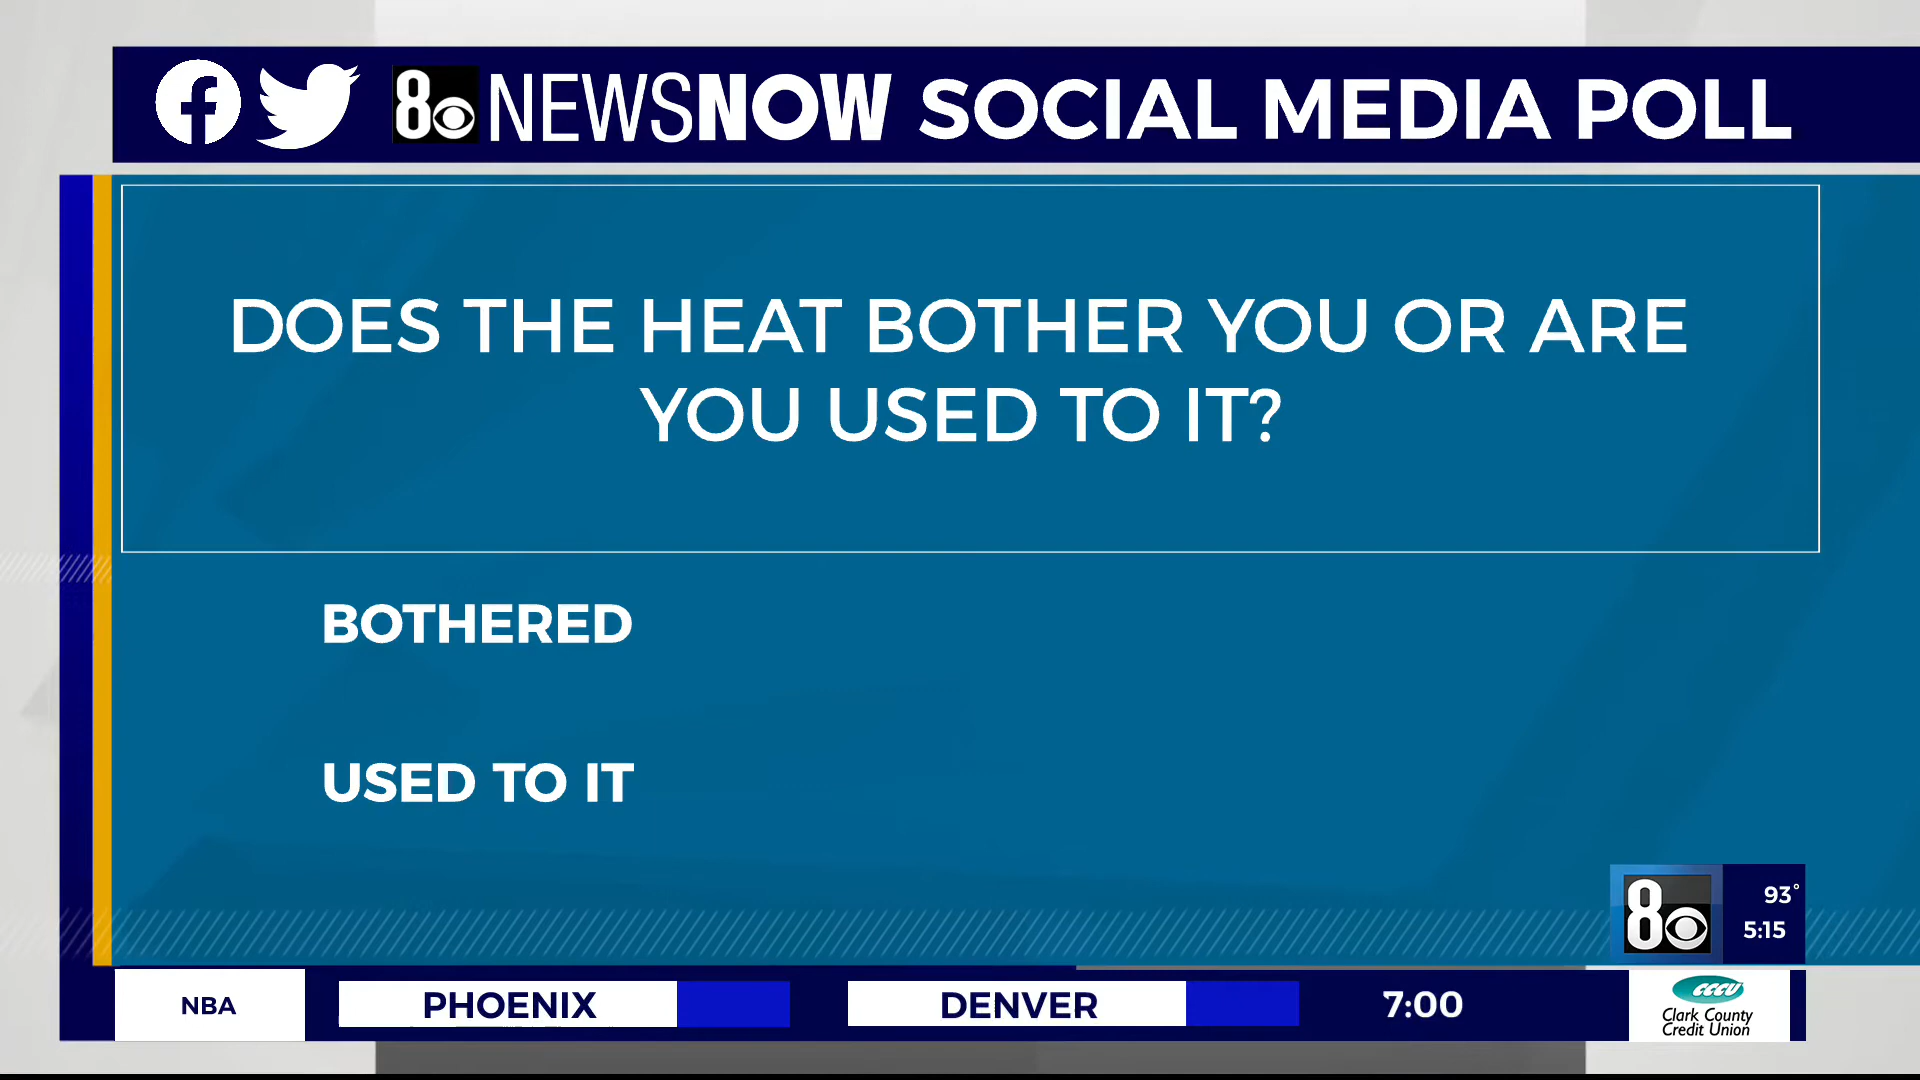 8 NEWSNOW SOCIAL MEDIA POLL
DOES THE HEAT BOTHER YOU OR ARE
YOU USED TO IT?
BOTHERED
USED TO IT
8 93°
5:15
NBA PHOENIX DENVER 7:00
CCCU
Clark County
Credit Union